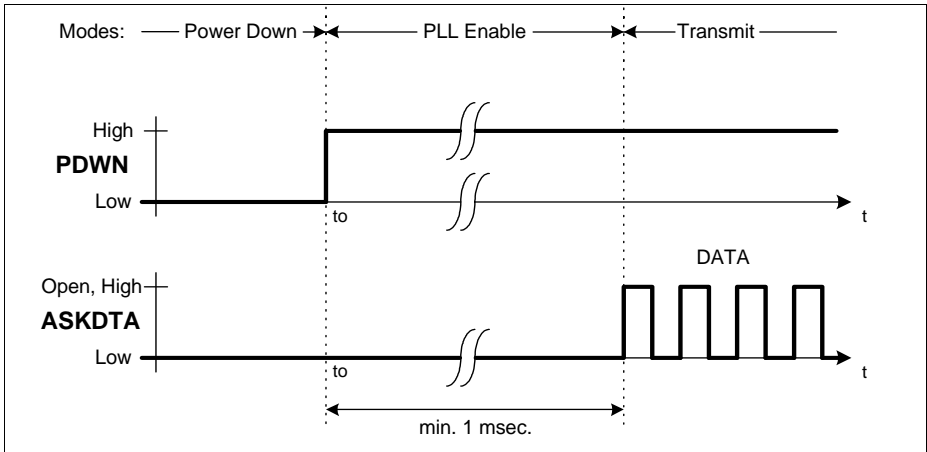 Modes: Power Down PLL Enable Transmit
High
PDWN
Low
to
t
DATA
Open, High
ASKDTA
Low
to
t
min. 1 msec.